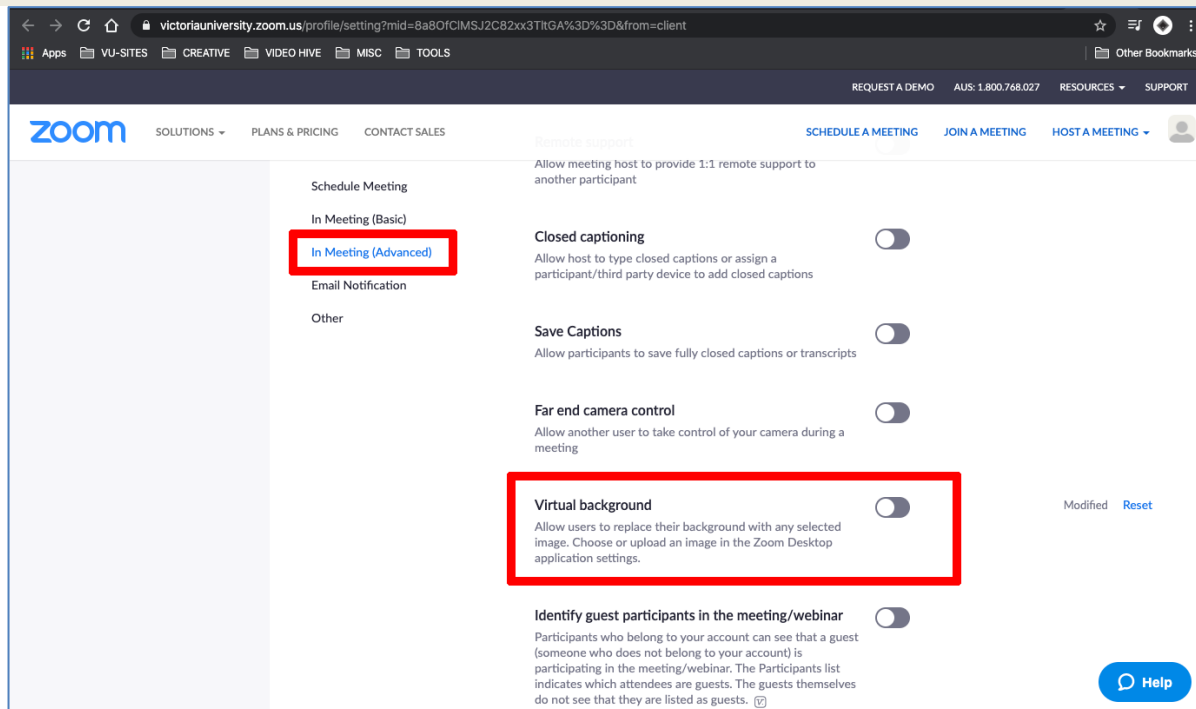 victoriauniversity.zoom.us/profile/setting?mid=8a8OfClMSJ2C82xx3TltGA%3D%3D&from=client
Apps VU-SITES CREATIVE VIDEO HIVE MISC TOOLS Other Bookmarks
REQUEST A DEMO AUS: 1.800.768.027 RESOURCES SUPPORT
zoom SOLUTIONS PLANS & PRICING CONTACT SALES SCHEDULE A MEETING JOIN A MEETING HOST A MEETING
Remote support
Allow meeting host to provide 1:1 remote support to
another participant
Schedule Meeting
In Meeting (Basic)
In Meeting (Advanced)
Email Notification
Other
Closed captioning
Allow host to type closed captions or assign a
participant/third party device to add closed captions
Save Captions
Allow participants to save fully closed captions or transcripts
Far end camera control
Allow another user to take control of your camera during a
meeting
Virtual background
Modified Reset
Allow users to replace their background with any selected
image. Choose or upload an image in the Zoom Desktop
application settings.
Identify guest participants in the meeting/webinar
Participants who belong to your account can see that a guest
(someone who does not belong to your account) is
participating in the meeting/webinar. The Participants list
indicates which attendees are guests. The guests themselves
do not see that they are listed as guests.
Help